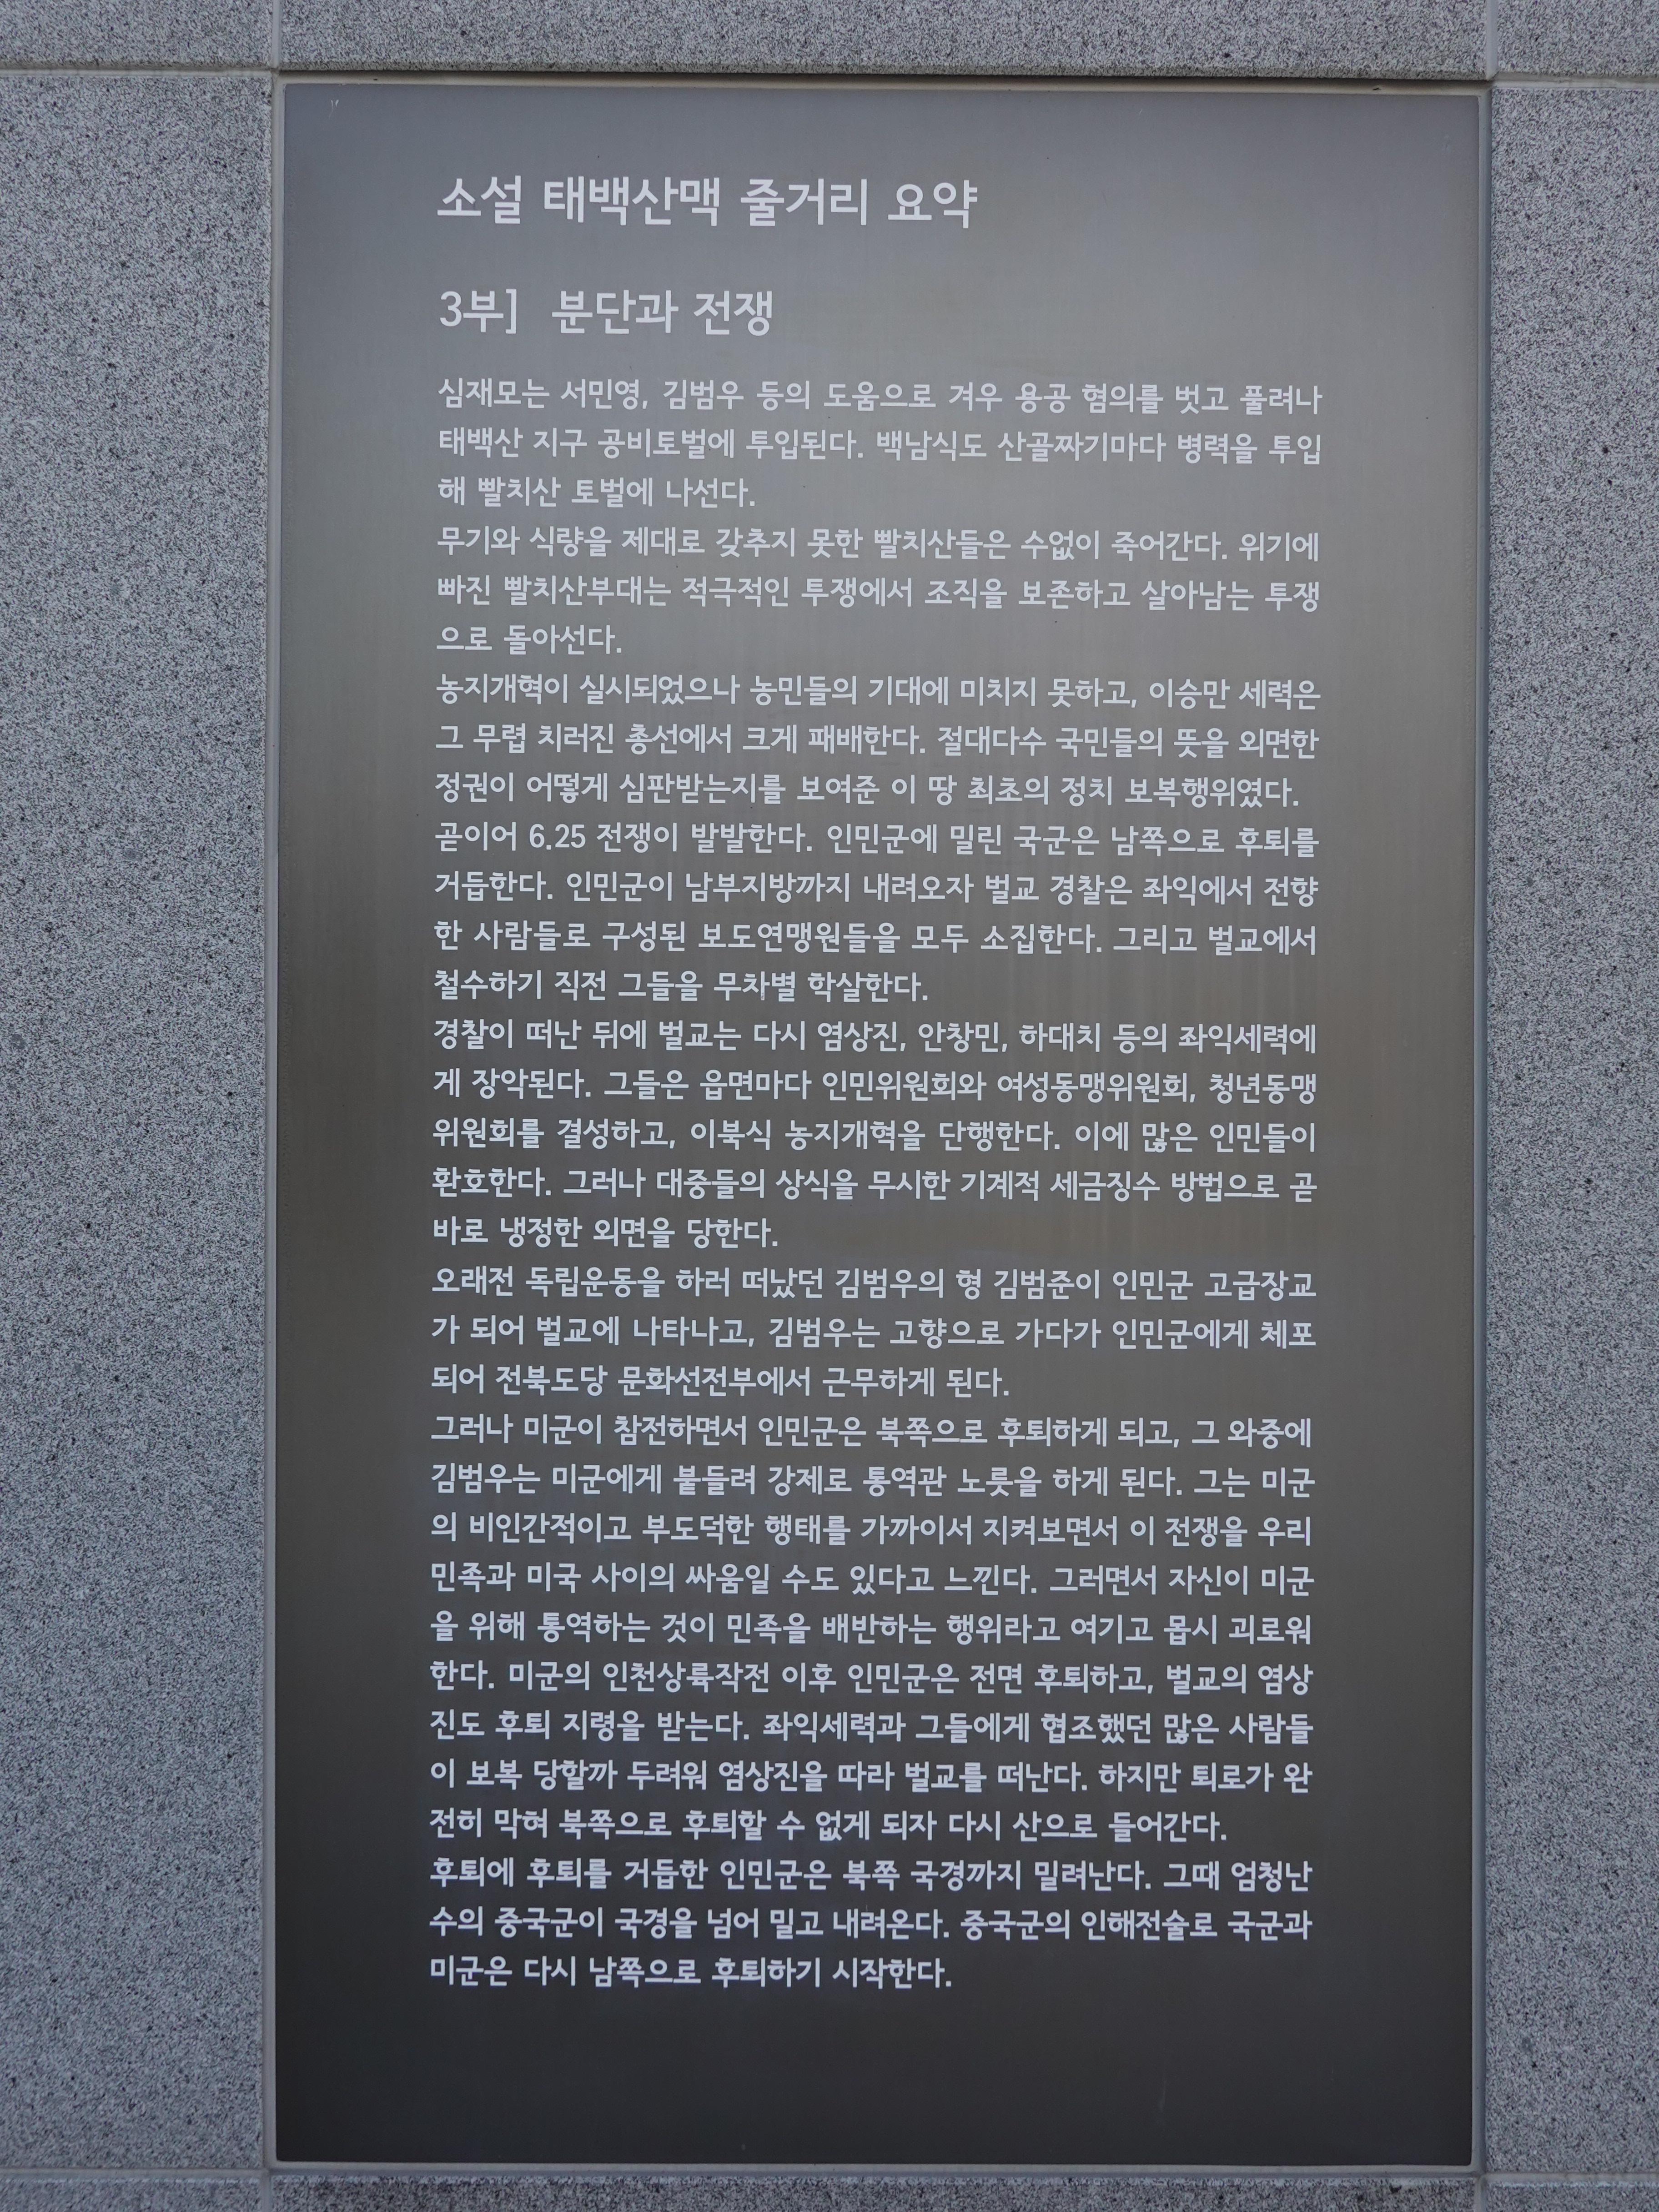 소설 태백산맥 줄거리 요약
3부] 분단과 전쟁
심재모는 서민영, 김범우 등의 도움으로 겨우 용공 혐의를 벗고 풀려나
태백산 지구 공비토벌에 투입된다. 백남식도 산골짜기마다 병력을 투입
해 빨치산 토벌에 나선다.
무기와 식량을 제대로 갖추지 못한 빨치산들은 수없이 죽어간다. 위기에
빠진 빨치산부대는 적극적인 투쟁에서 조직을 보존하고 살아남는 투쟁
으로 돌아선다.
농지개혁이 실시되었으나 농민들의 기대에 미치지 못하고, 이승만 세력은
그 무렵 치러진 총선에서 크게 패배한다. 절대다수 국민들의 뜻을 외면한
정권이 어떻게 심판받는지를 보여준 이 땅 최초의 정치 보복행위였다.
곧이어 6.25 전쟁이 발발한다. 인민군에 밀린 국군은 남쪽으로 후퇴를
거듭한다. 인민군이 남부지방까지 내려오자 벌교 경찰은 좌익에서 전향
한 사람들로 구성된 보도연맹원들을 모두 소집한다. 그리고 벌교에서
철수하기 직전 그들을 무차별 학살한다.
경찰이 떠난 뒤에 벌교는 다시 염상진, 안창민, 하대치 등의 좌익세력에
게 장악된다. 그들은 읍면마다 인민위원회와 여성동맹위원회, 청년동맹
위원회를 결성하고, 이북식 농지개혁을 단행한다. 이에 많은 인민들이
환호한다. 그러나 대중들의 상식을 무시한 기계적 세금징수 방법으로 곧
바로 냉정한 외면을 당한다.
오래전 독립운동을 하러 떠났던 김범우의 형 김범준이 인민군 고급장교
가 되어 벌교에 나타나고, 김범우는 고향으로 가다가 인민군에게 체포
되어 전북도당 문화선전부에서 근무하게 된다.
그러나 미군이 참전하면서 인민군은 북쪽으로 후퇴하게 되고, 그 와중에
김범우는 미군에게 붙들려 강제로 통역관 노릇을 하게 된다. 그는 미군
의 비인간적이고 부도덕한 행태를 가까이서 지켜보면서 이 전쟁을 우리
민족과 미국 사이의 싸움일 수도 있다고 느낀다. 그러면서 자신이 미군
을 위해 통역하는 것이 민족을 배반하는 행위라고 여기고 몹시 괴로워
한다. 미군의 인천상륙작전 이후 인민군은 전면 후퇴하고, 벌교의 염상
진도 후퇴 지령을 받는다. 좌익세력과 그들에게 협조했던 많은 사람들
이 보복 당할까 두려워 염상진을 따라 벌교를 떠난다. 하지만 퇴로가 완
전히 막혀 북쪽으로 후퇴할 수 없게 되자 다시 산으로 들어간다.
후퇴에 후퇴를 거듭한 인민군은 북쪽 국경까지 밀려난다. 그때 엄청난
수의 중국군이 국경을 넘어 밀고 내려온다. 중국군의 인해전술로 국군과
미군은 다시 남쪽으로 후퇴하기 시작한다.